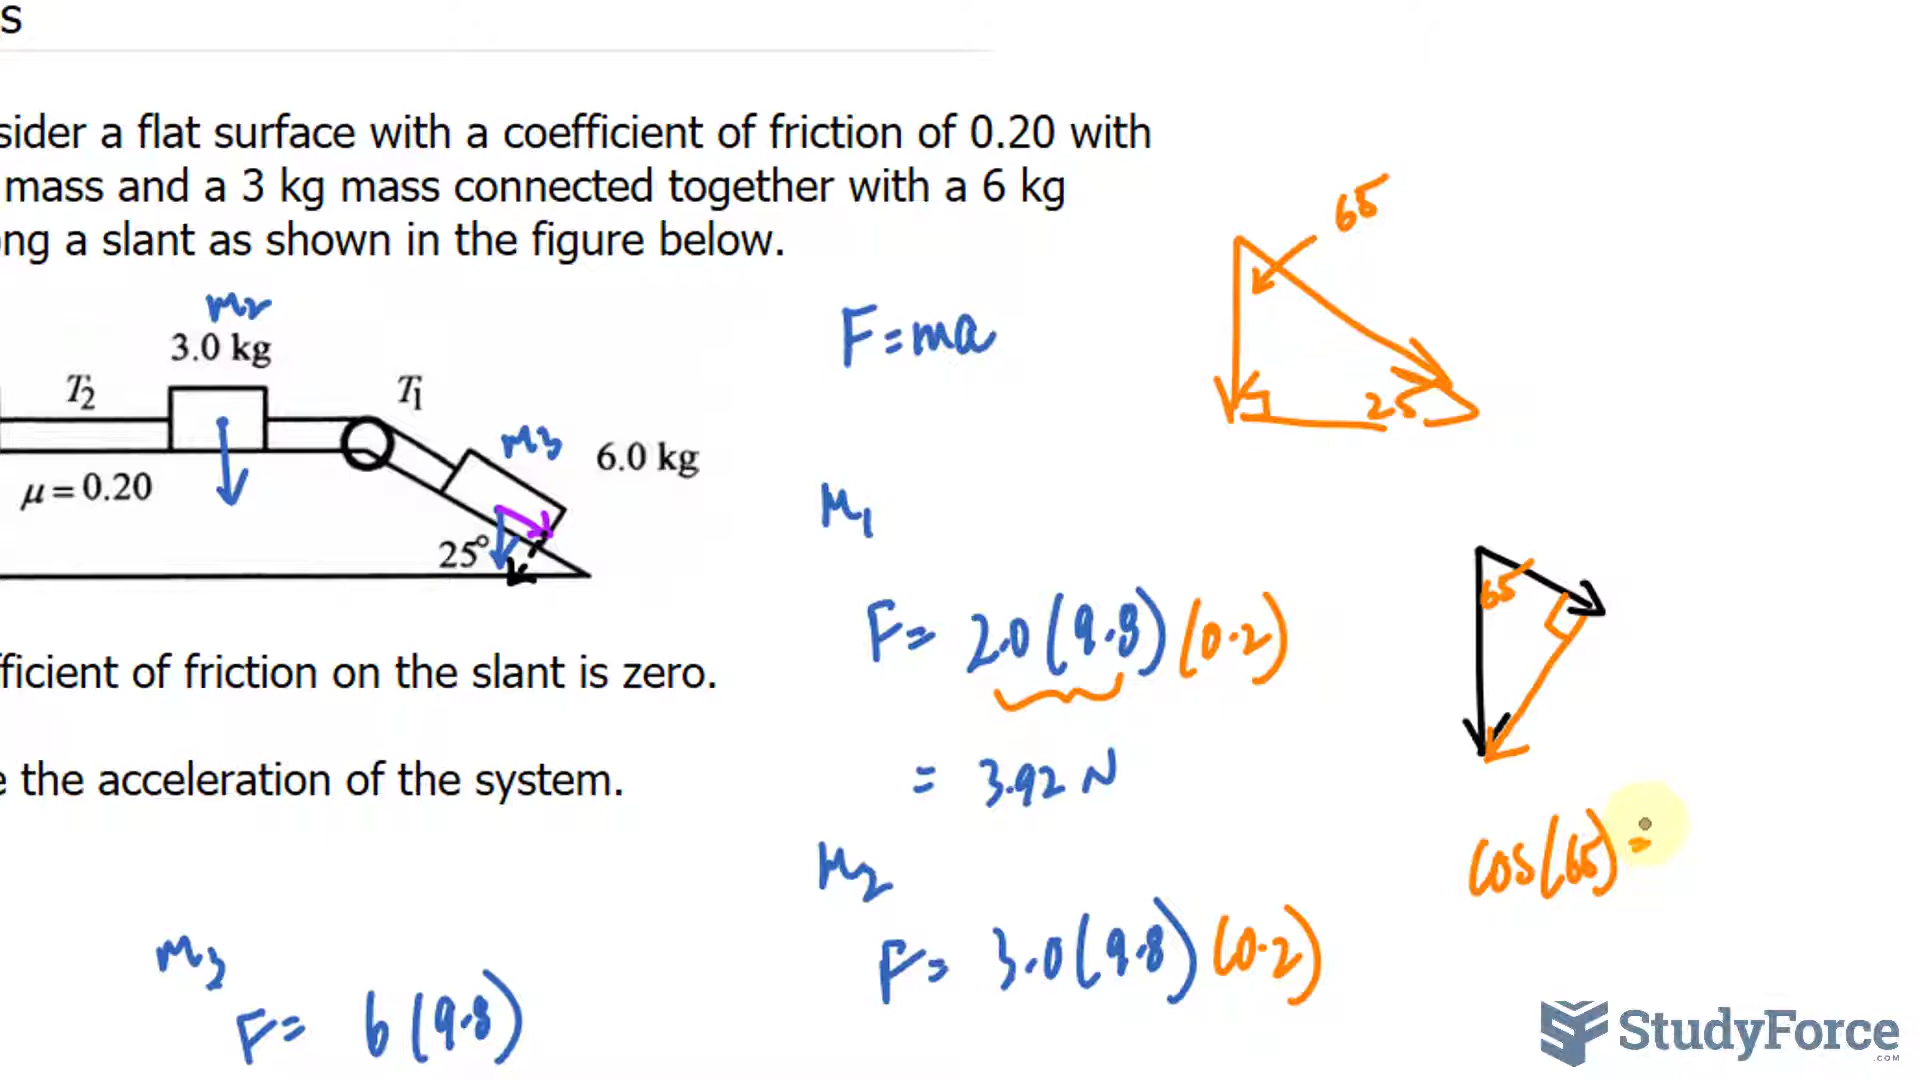 s
sider a flat surface with a coefficient of friction of 0.20 with
mass and a 3 kg mass connected together with a 6 kg
ong a slant as shown in the figure below.
65
m2
3.0 kg
F=ma
T2
T1
25
m3
6.0 kg
μ = 0.20
M1
25°
65
F= 2.0(9.8)(0.2)
fficient of friction on the slant is zero.
= 3.92 N
e the acceleration of the system.
cos(65) =
M2
m3
F= 3.0(9.8)(0.2)
F= 6(9.8)
StudyForce
.COM